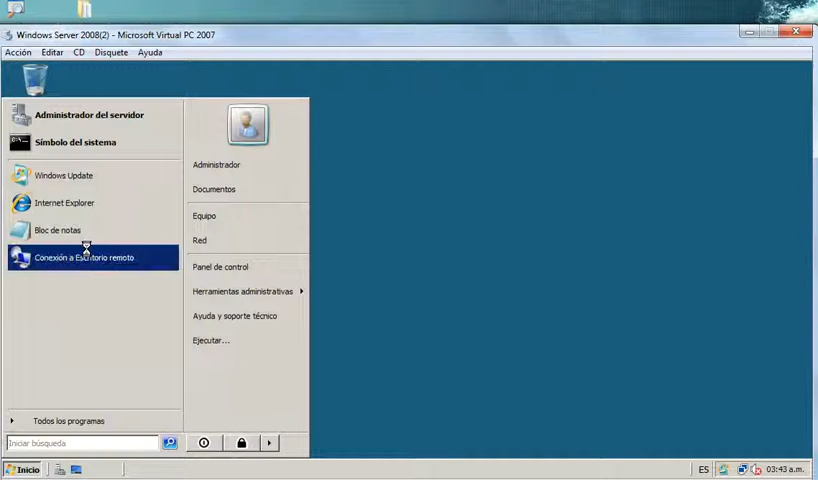 Windows Server 2008(2) - Microsoft Virtual PC 2007
Acción Editar CD Disquete Ayuda
Administrador del servidor
Símbolo del sistema
Windows Update
Internet Explorer
Bloc de notas
Conexión a Escritorio remoto
Todos los programas
Iniciar búsqueda
Administrador
Documentos
Equipo
Red
Panel de control
Herramientas administrativas
Ayuda y soporte técnico
Ejecutar...
Inicio
ES
03:43 a.m.